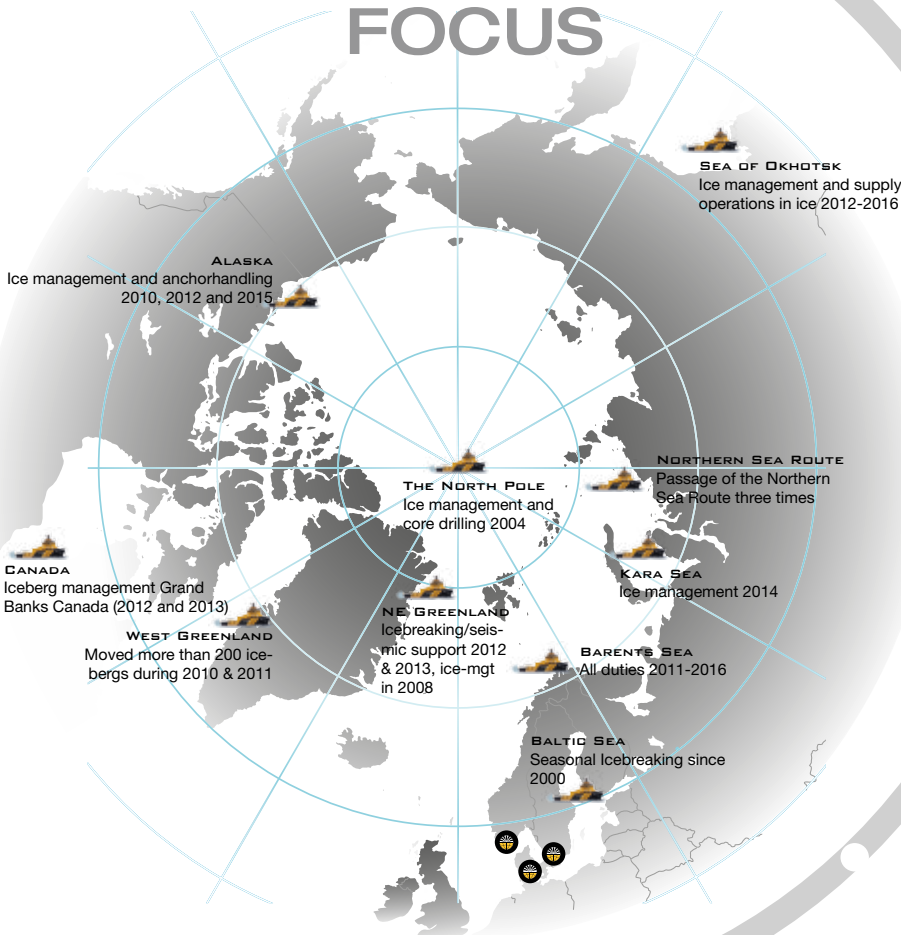 FOCUS
SEA OF OKHOTSK
Ice management and supply
operations in ice 2012-2016
ALASKA
Ice management and anchorhandling
2010, 2012 and 2015
NORTHERN SEA ROUTE
Passage of the Northern
Sea Route three times
THE NORTH POLE
Ice management and
core drilling 2004
CANADA
Iceberg management Grand
Banks Canada (2012 and 2013)
KARA SEA
Ice management 2014
NE GREENLAND
Icebreaking/seis-
mic support 2012
& 2013, ice-mgt
in 2008
WEST GREENLAND
Moved more than 200 ice-
bergs during 2010 & 2011
BARENTS SEA
All duties 2011-2016
BALTIC SEA
Seasonal Icebreaking since
2000